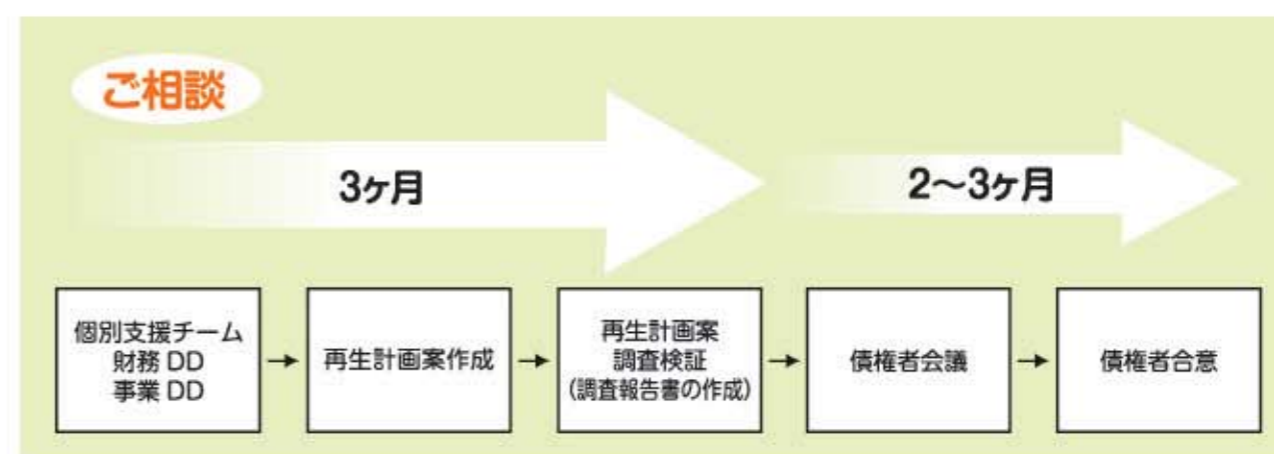 ご相談
3ヶ月
2〜3ヶ月
個別支援チーム
財務 DD
事業 DD
→
再生計画案作成
→
再生計画案
調査検証
(調査報告書の作成)
→
債権者会議
→
債権者合意